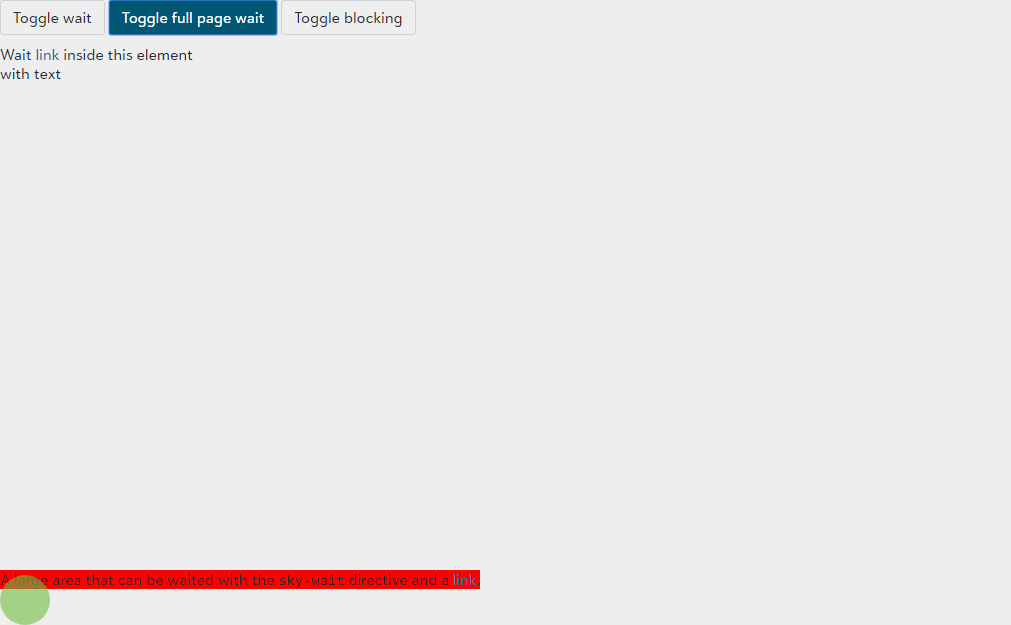 Toggle wait Toggle full page wait Toggle blocking
Wait link inside this element
with text
A large area that can be waited with the sky-wait directive and a link.